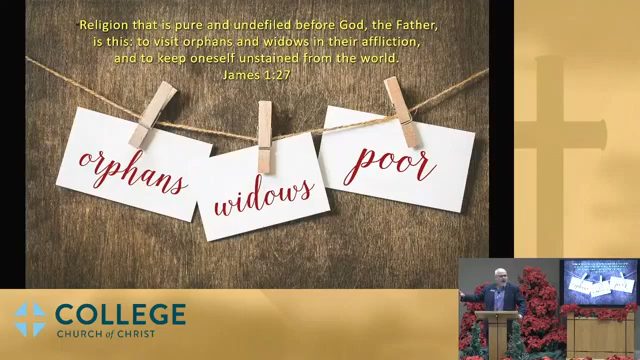 Religion that is pure and undefiled before God, the Father,
is this: to visit orphans and widows in their affliction,
and to keep oneself unstained from the world.
James 1:27
orphans
widows
poor
COLLEGE
CHURCH of CHRIST